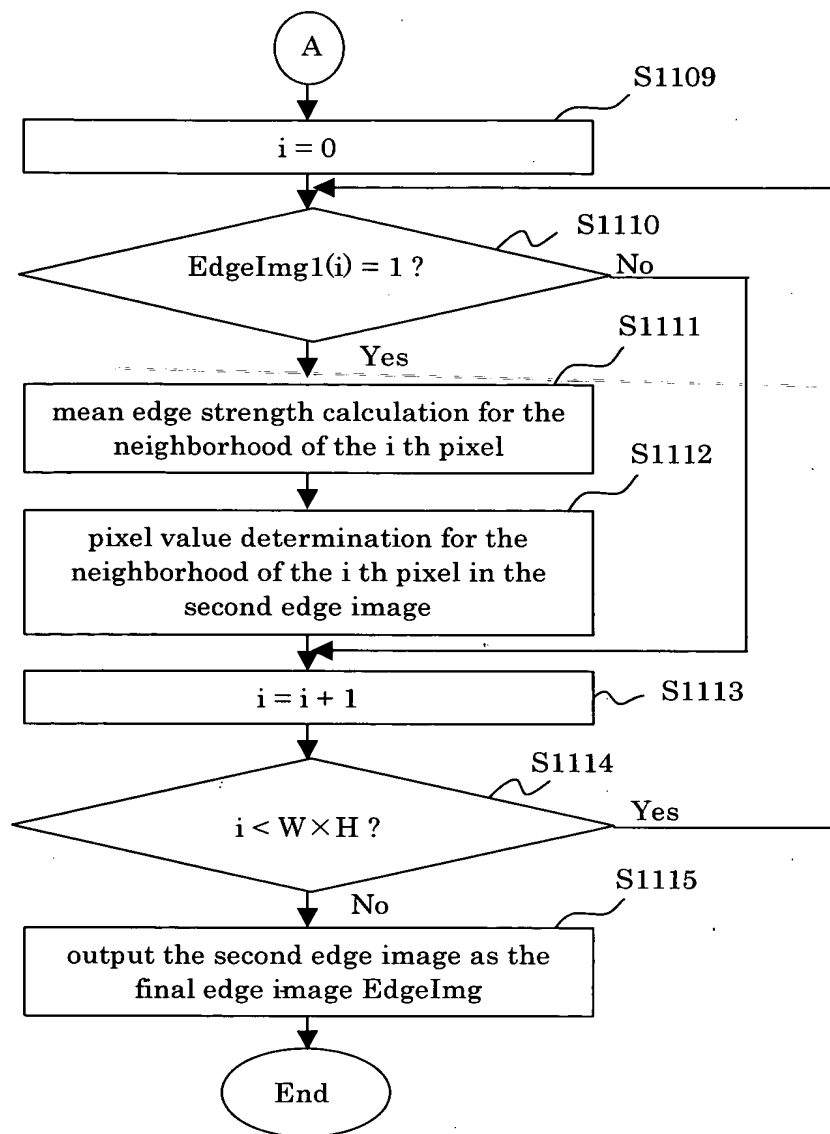 A
S1109
i = 0
S1110
EdgeImg1(i) = 1 ?
No
Yes
S1111
mean edge strength calculation for the
neighborhood of the i th pixel
S1112
pixel value determination for the
neighborhood of the i th pixel in the
second edge image
i = i + 1
S1113
S1114
i < W × H ?
Yes
No
S1115
output the second edge image as the
final edge image EdgeImg
End